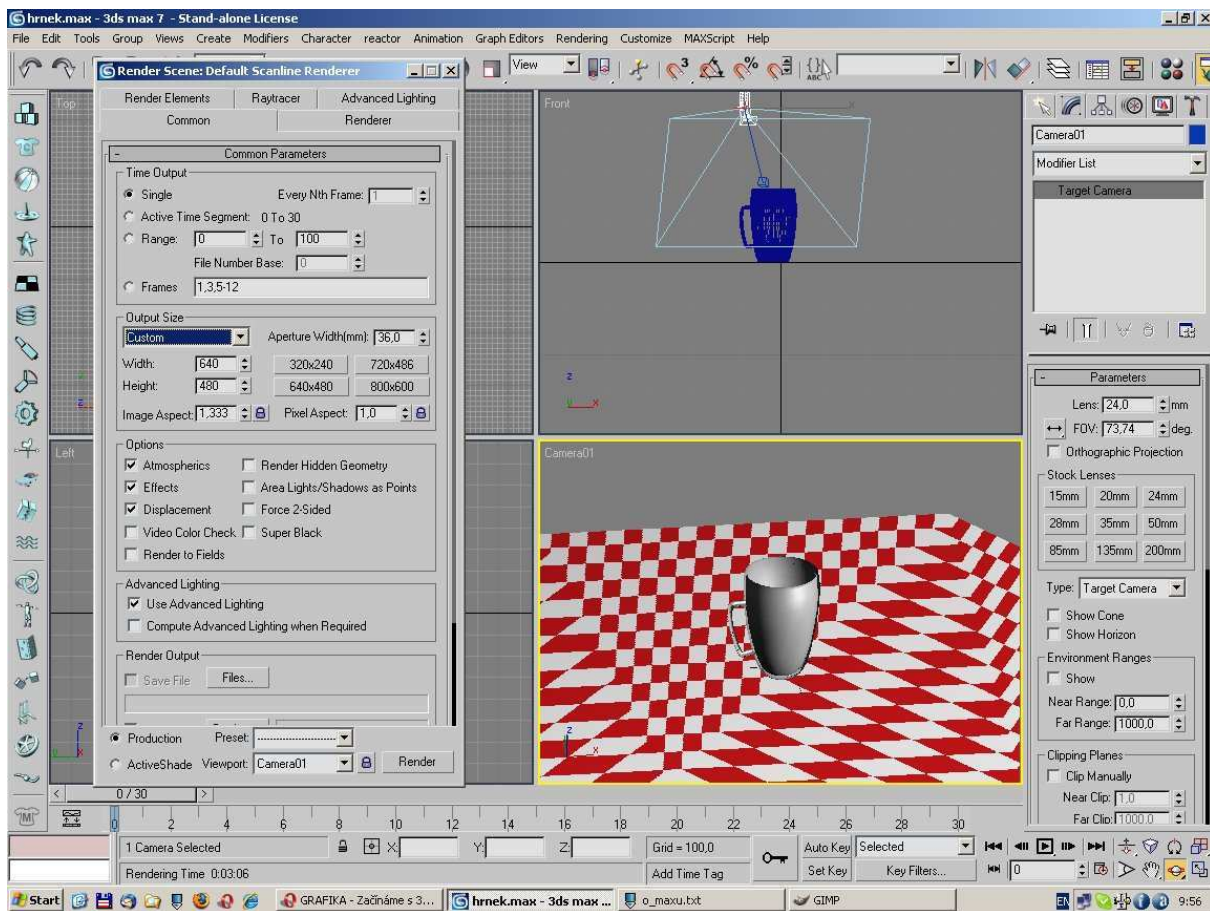 hrnek.max - 3ds max 7 - Stand-alone License
File Edit Tools Group Views Create Modifiers Character reactor Animation Graph Editors Rendering Customize MAXScript Help
View
ABC
Render Scene: Default Scanline Renderer
Render Elements Raytracer Advanced Lighting
Common Renderer
- Common Parameters
Time Output
Single Every Nth Frame: 1
Active Time Segment: 0 To 30
Range: 0 To 100
File Number Base: 0
Frames 1,3,5-12
Output Size
Custom Aperture Width(mm): 36,0
Width: 640 320x240 720x486
Height: 480 640x480 800x600
Image Aspect: 1,333 Pixel Aspect: 1,0
Options
Atmospherics Render Hidden Geometry
Effects Area Lights/Shadows as Points
Displacement Force 2-Sided
Video Color Check Super Black
Render to Fields
Advanced Lighting
Use Advanced Lighting
Compute Advanced Lighting when Required
Render Output
Save File Files...
Production Preset: --------------------
ActiveShade Viewport: Camera01 Render
Top
Front
x
z
x
Left
z
y x
Camera01
z
x
Camera01
Modifier List
Target Camera
- Parameters
Lens: 24,0 mm
FOV: 73,74 deg.
Orthographic Projection
Stock Lenses
15mm 20mm 24mm
28mm 35mm 50mm
85mm 135mm 200mm
Type: Target Camera
Show Cone
Show Horizon
Environment Ranges
Show
Near Range: 0,0
Far Range: 1000,0
Clipping Planes
Clip Manually
Near Clip: 1,0
Far Clip: 1000,0
< 0 / 30 >
0 2 4 6 8 10 12 14 16 18 20 22 24 26 28 30
1 Camera Selected X: Y: Z: Grid = 100,0 Auto Key Selected
Rendering Time 0:03:06 Add Time Tag Set Key Key Filters... 0
Start GRAFIKA - Začínáme s 3... hrnek.max - 3ds max ... o_maxu.txt GIMP EN 9:56